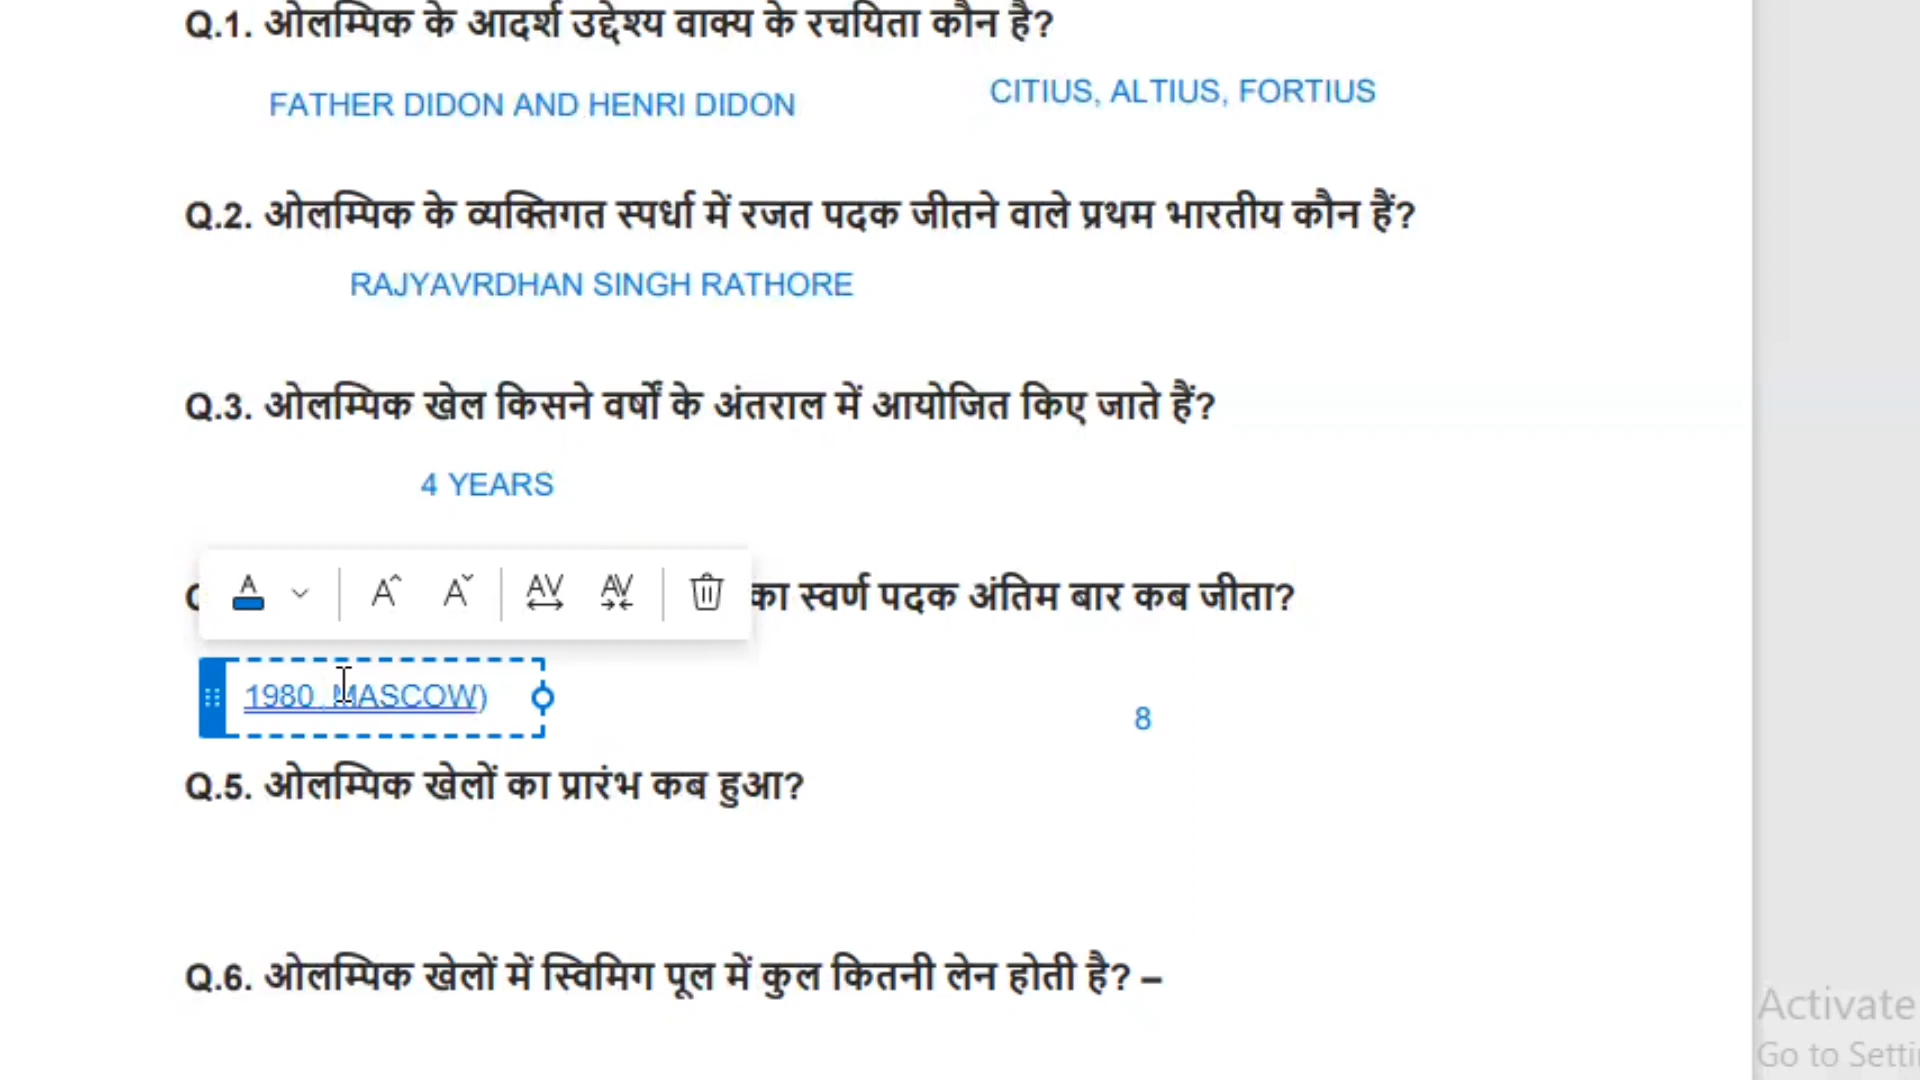 Q.1. ओलम्पिक के आदर्श उद्देश्य वाक्य के रचयिता कौन है?
FATHER DIDON AND HENRI DIDON CITIUS, ALTIUS, FORTIUS
Q.2. ओलम्पिक के व्यक्तिगत स्पर्धा में रजत पदक जीतने वाले प्रथम भारतीय कौन हैं?
RAJYAVRDHAN SINGH RATHORE
Q.3. ओलम्पिक खेल किसने वर्षों के अंतराल में आयोजित किए जाते हैं?
4 YEARS
का स्वर्ण पदक अंतिम बार कब जीता?
1980 MASCOW)
8
Q.5. ओलम्पिक खेलों का प्रारंभ कब हुआ?
Q.6. ओलम्पिक खेलों में स्विमिग पूल में कुल कितनी लेन होती है? –
Activate
Go to Setti